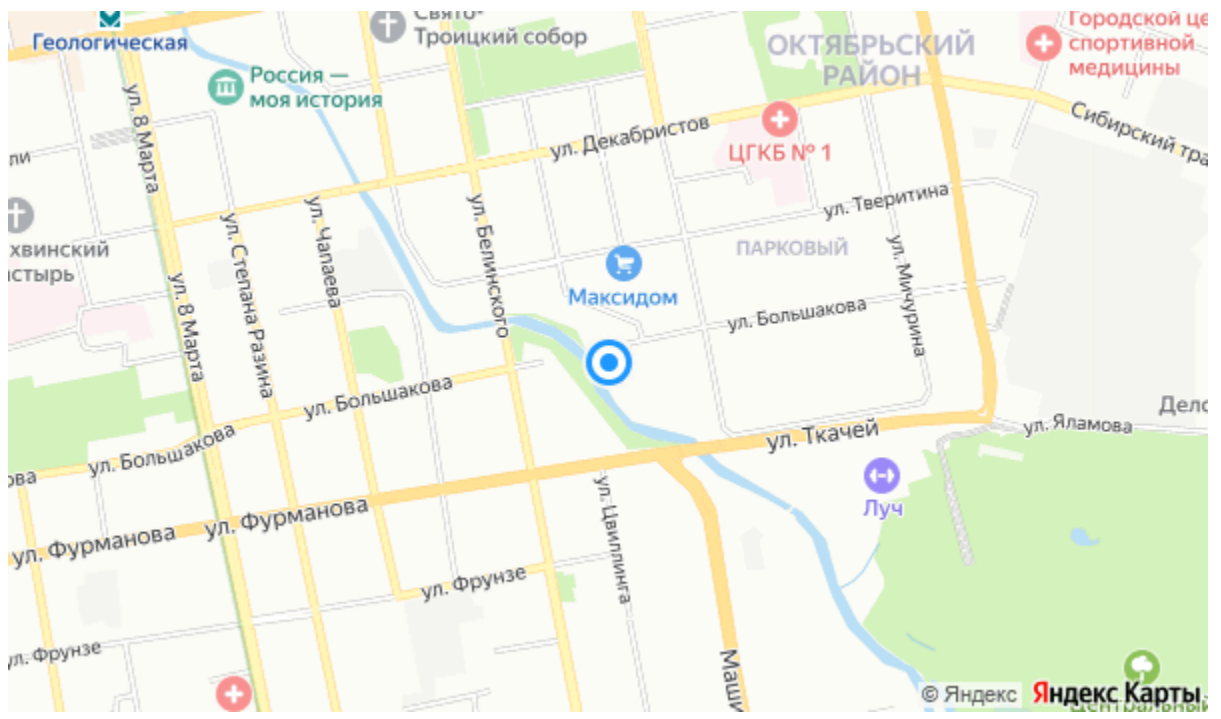 Свято-
Троицкий собор
Геологическая
Россия —
моя история
ОКТЯБРЬСКИЙ
РАЙОН
Городской це
спортивной
медицины
ул. 8 Марта
ул. Декабристов
ЦГКБ № 1
Сибирский тра
ли
хвинский
астырь
ул. Степана Разина
ул. Чапаева
ул. Белинского
ул. Тверитина
ПАРКОВЫЙ
ул. Мичурина
Максидом
ул. 8 Марта
ул. Большакова
ул. Большакова
ул. Большакова
ова
ул. Ткачей
Дело
ул. Яламова
Луч
ул. Фурманова
ул. Фурманова
ул. Цвиллинга
ул. Фрунзе
ул. Фрунзе
Маши
© Яндекс Яндекс Карты
Центральный